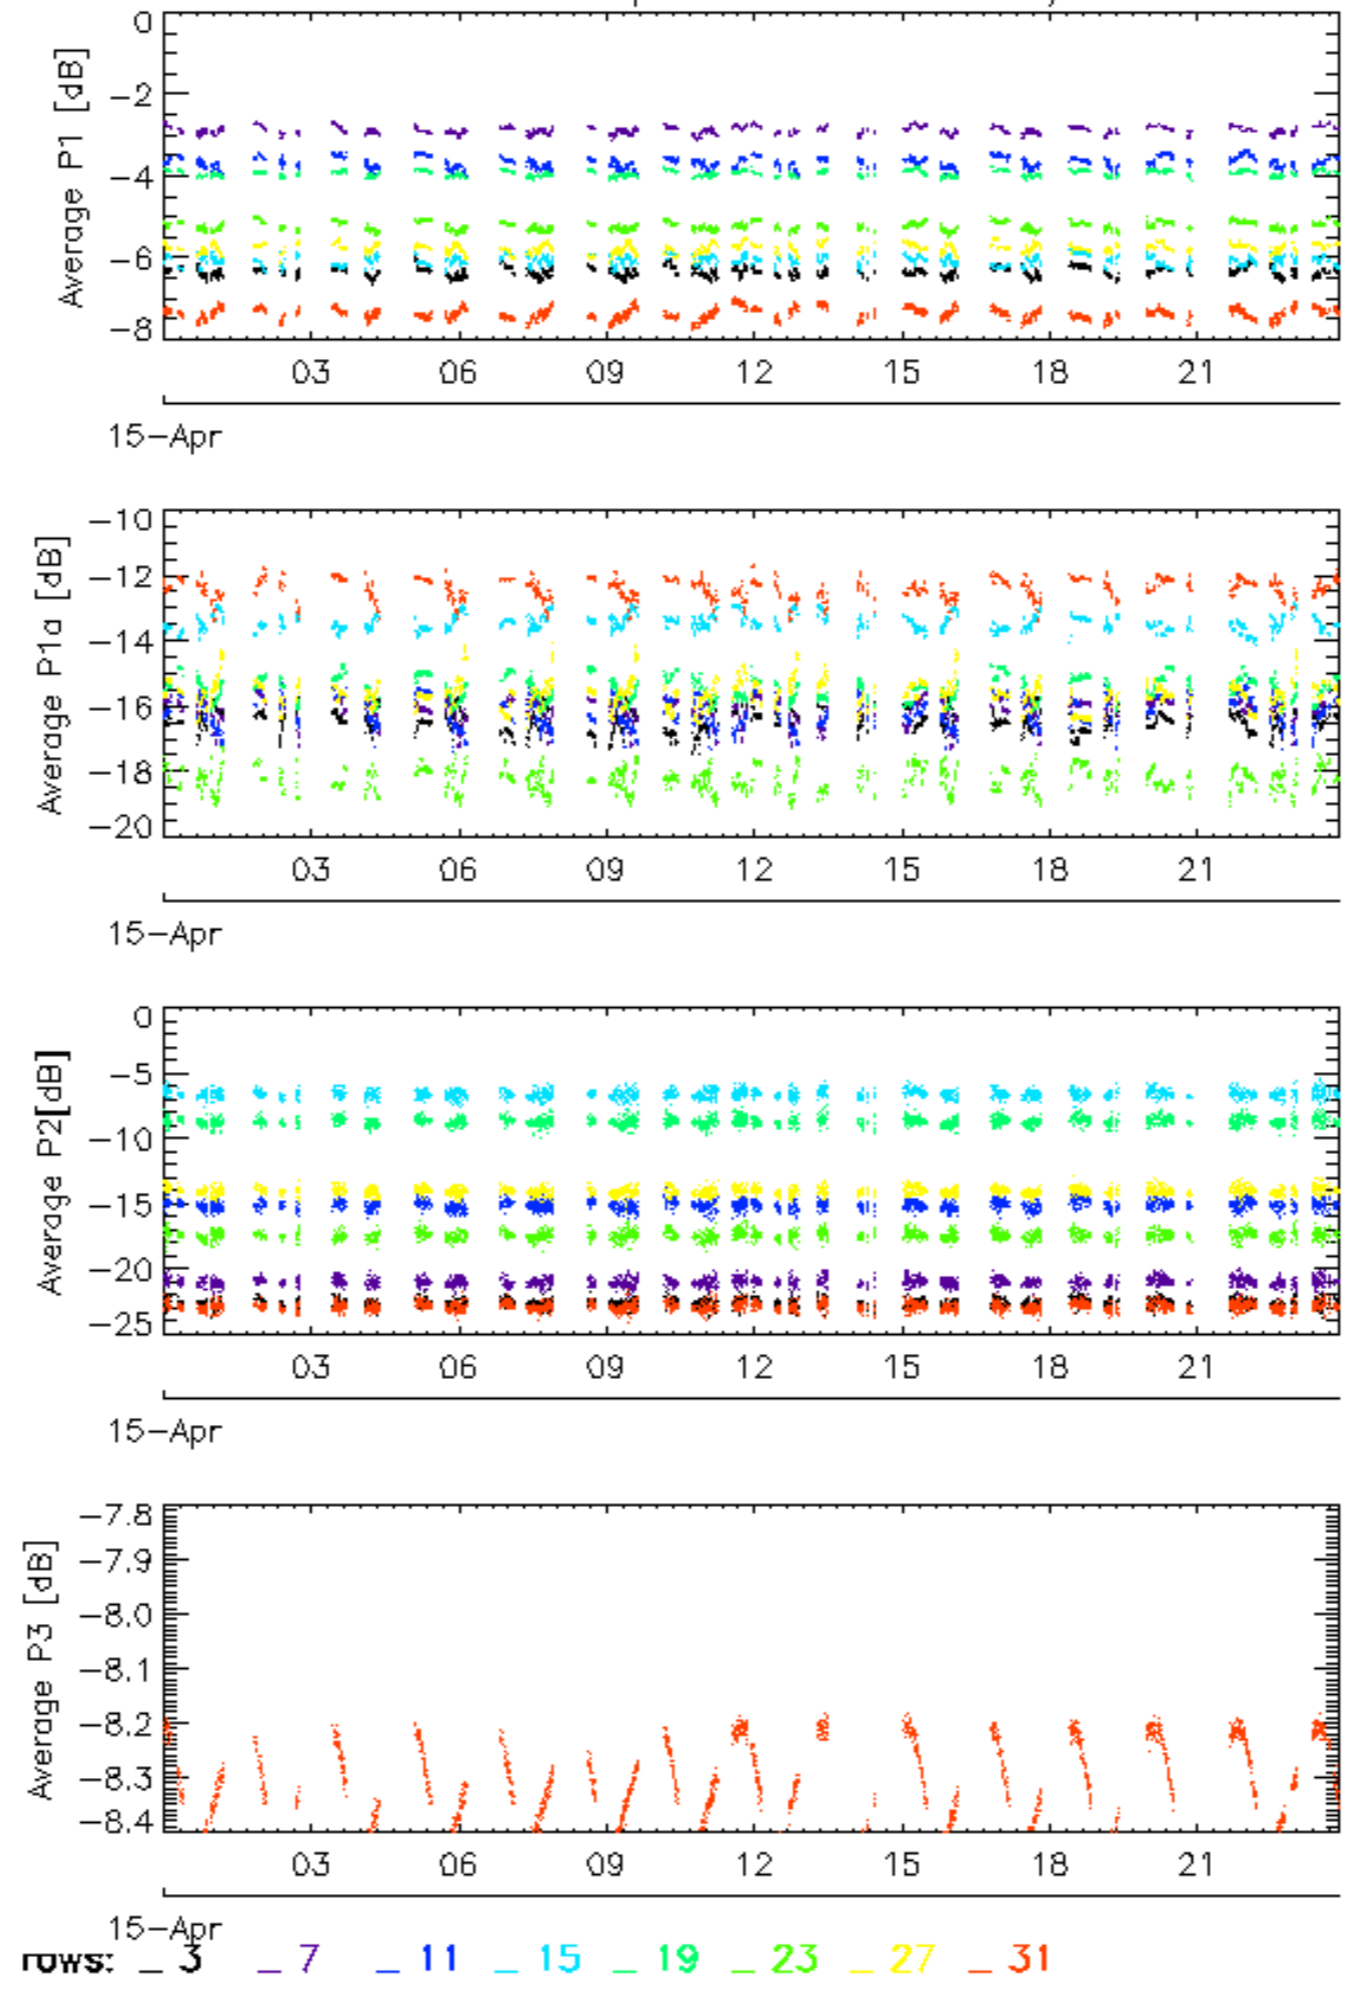 0
-2
-4
-6
-8
Average P1 [dB]
03 06 09 12 15 18 21
15-Apr
-10
-12
-14
-16
-18
-20
Average P1a [dB]
03 06 09 12 15 18 21
15-Apr
0
-5
-10
-15
-20
-25
Average P2[dB]
03 06 09 12 15 18 21
15-Apr
-7.8
-7.9
-8.0
-8.1
-8.2
-8.3
-8.4
Average P3 [dB]
03 06 09 12 15 18 21
15-Apr
rows: _ 3 _ 7 _ 11 _ 15 _ 19 _ 23 _ 27 _ 31